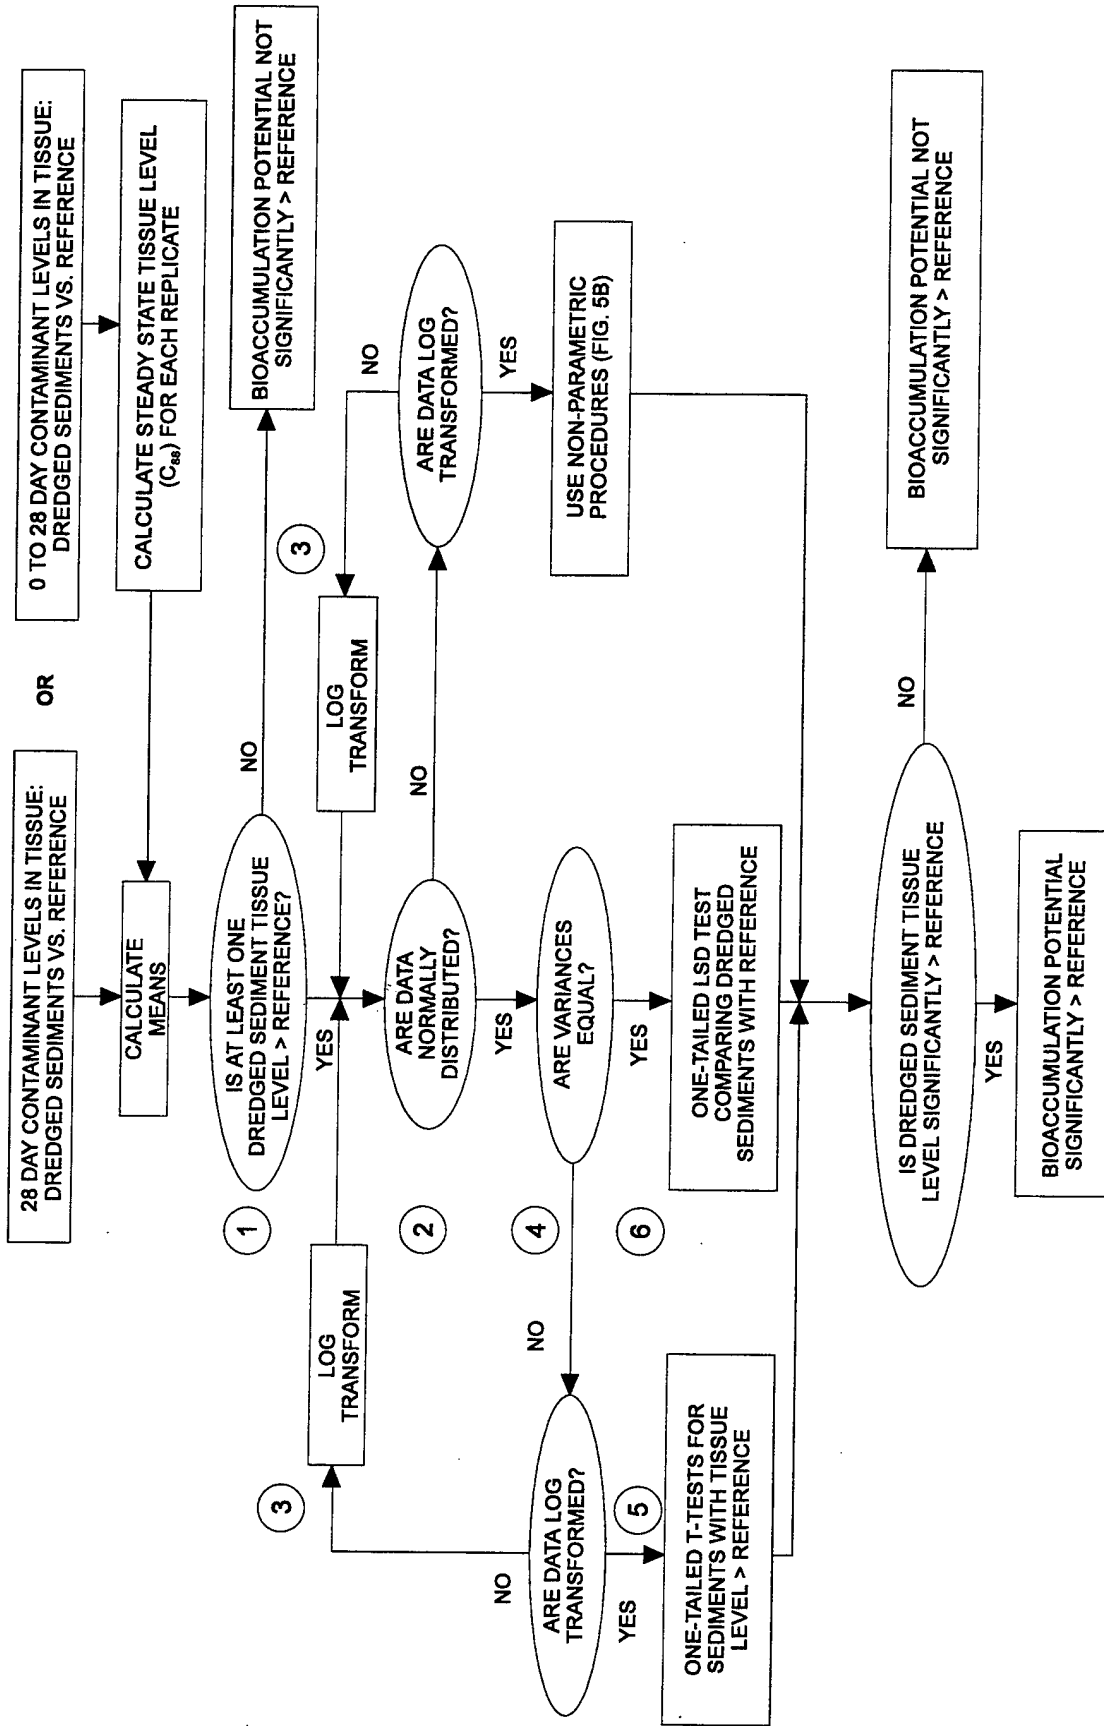 28 DAY CONTAMINANT LEVELS IN TISSUE:
DREDGED SEDIMENTS VS. REFERENCE
OR
0 TO 28 DAY CONTAMINANT LEVELS IN TISSUE:
DREDGED SEDIMENTS VS. REFERENCE
CALCULATE
MEANS
CALCULATE STEADY STATE TISSUE LEVEL
(C_ss) FOR EACH REPLICATE
1
IS AT LEAST ONE
DREDGED SEDIMENT TISSUE
LEVEL > REFERENCE?
NO
BIOACCUMULATION POTENTIAL NOT
SIGNIFICANTLY > REFERENCE
YES
3
LOG
TRANSFORM
LOG
TRANSFORM
3
NO
2
ARE DATA
NORMALLY
DISTRIBUTED?
NO
ARE DATA LOG
TRANSFORMED?
YES
YES
4
ARE VARIANCES
EQUAL?
NO
ARE DATA LOG
TRANSFORMED?
NO
YES
5
6
YES
USE NON-PARAMETRIC
PROCEDURES (FIG. 5B)
ONE-TAILED T-TESTS FOR
SEDIMENTS WITH TISSUE
LEVEL > REFERENCE
ONE-TAILED LSD TEST
COMPARING DREDGED
SEDIMENTS WITH REFERENCE
IS DREDGED SEDIMENT TISSUE
LEVEL SIGNIFICANTLY > REFERENCE
NO
BIOACCUMULATION POTENTIAL NOT
SIGNIFICANTLY > REFERENCE
YES
BIOACCUMULATION POTENTIAL
SIGNIFICANTLY > REFERENCE